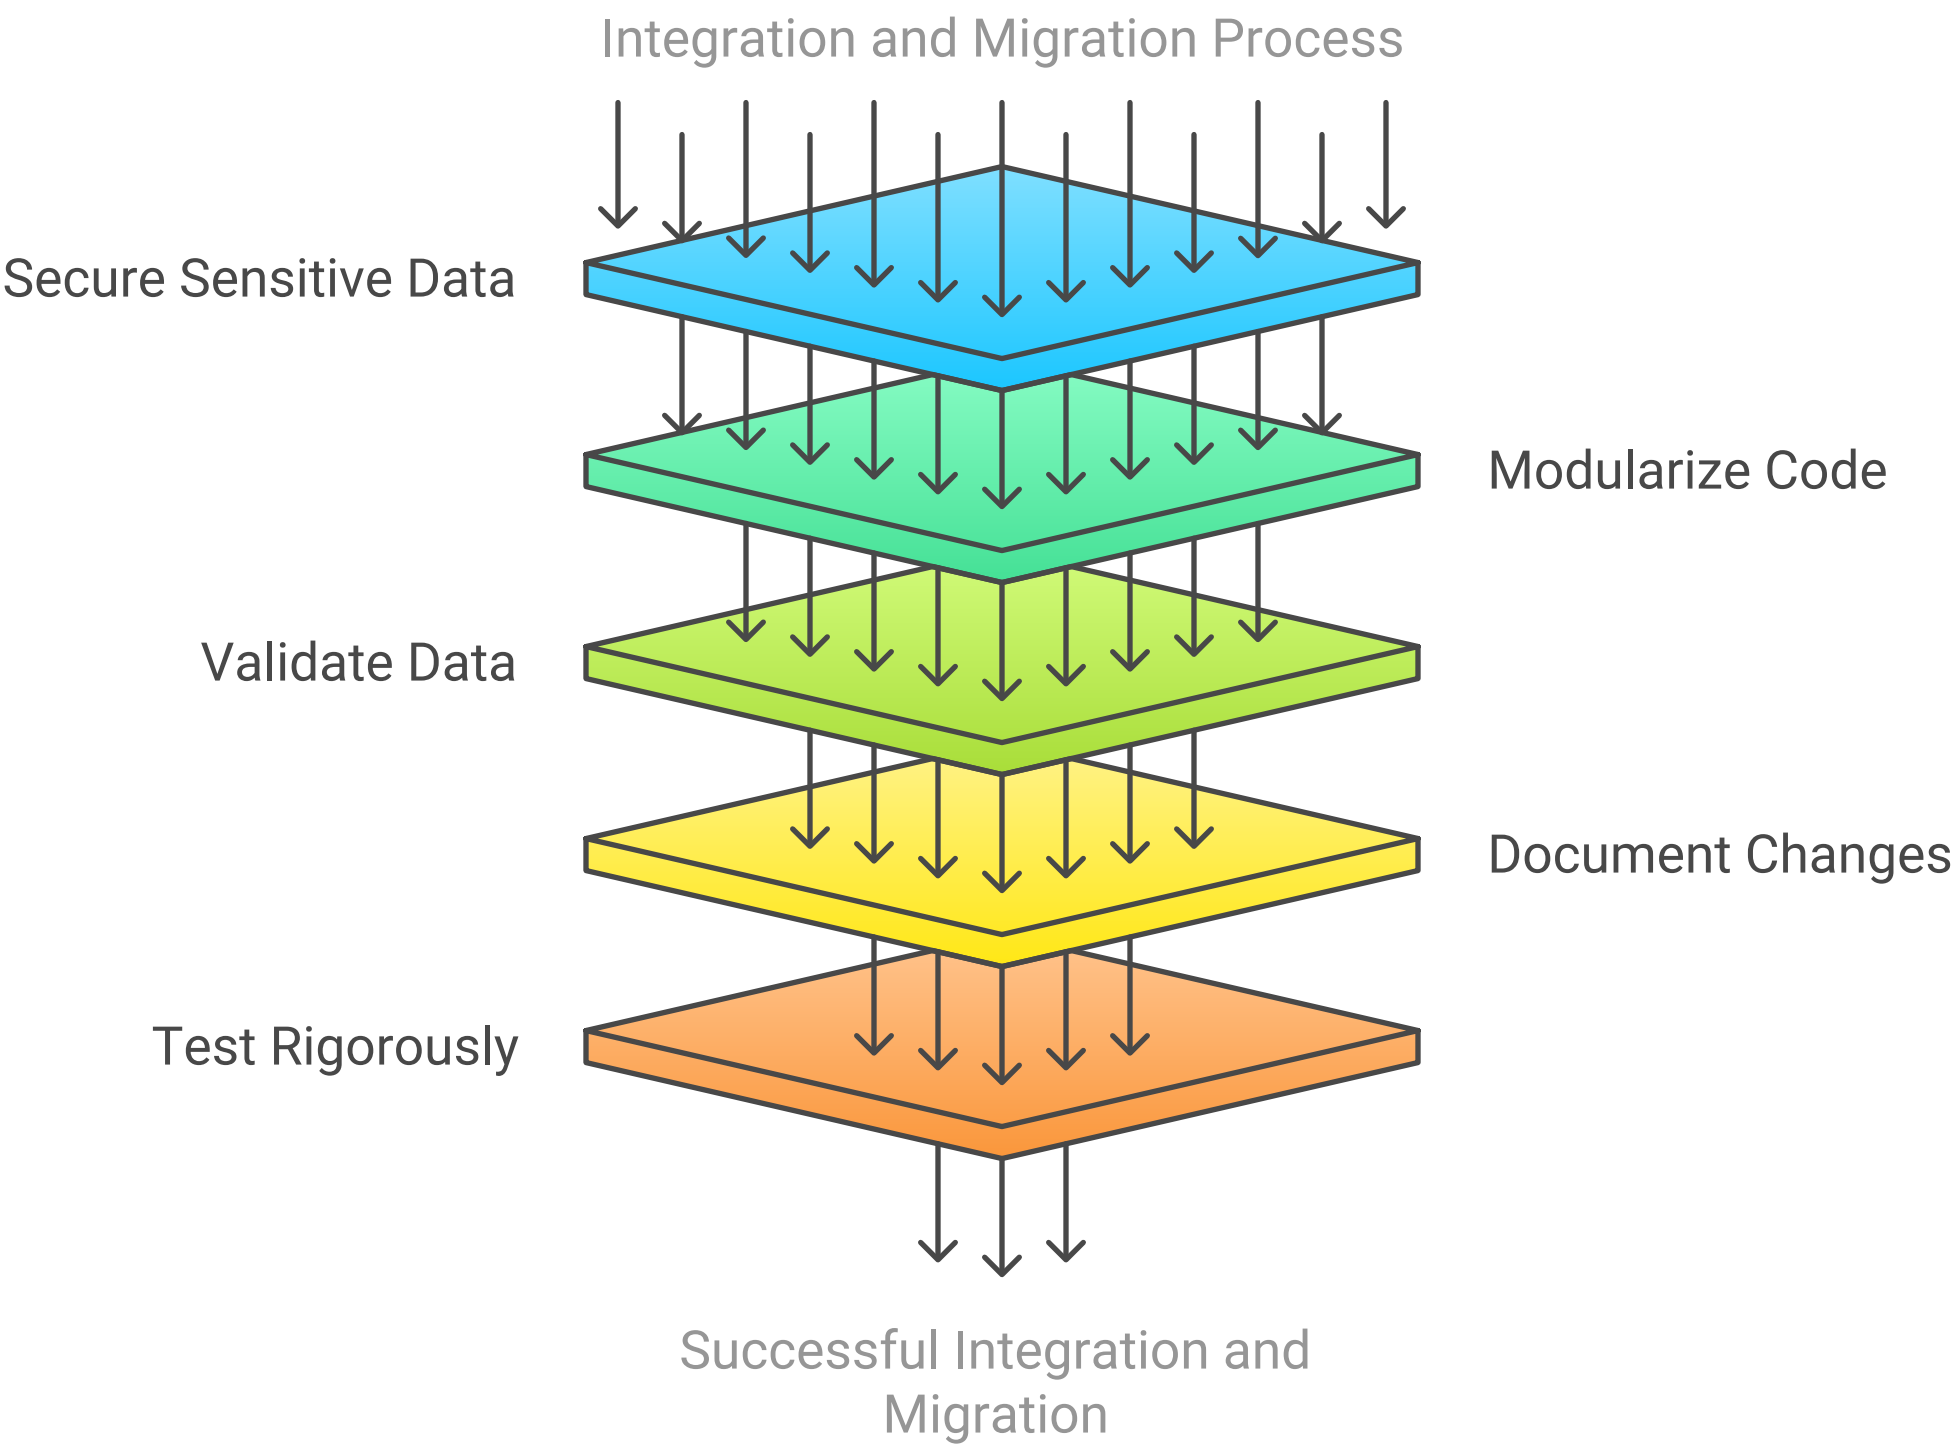 Integration and Migration Process
Secure Sensitive Data
Modularize Code
Validate Data
Document Changes
Test Rigorously
Successful Integration and
Migration